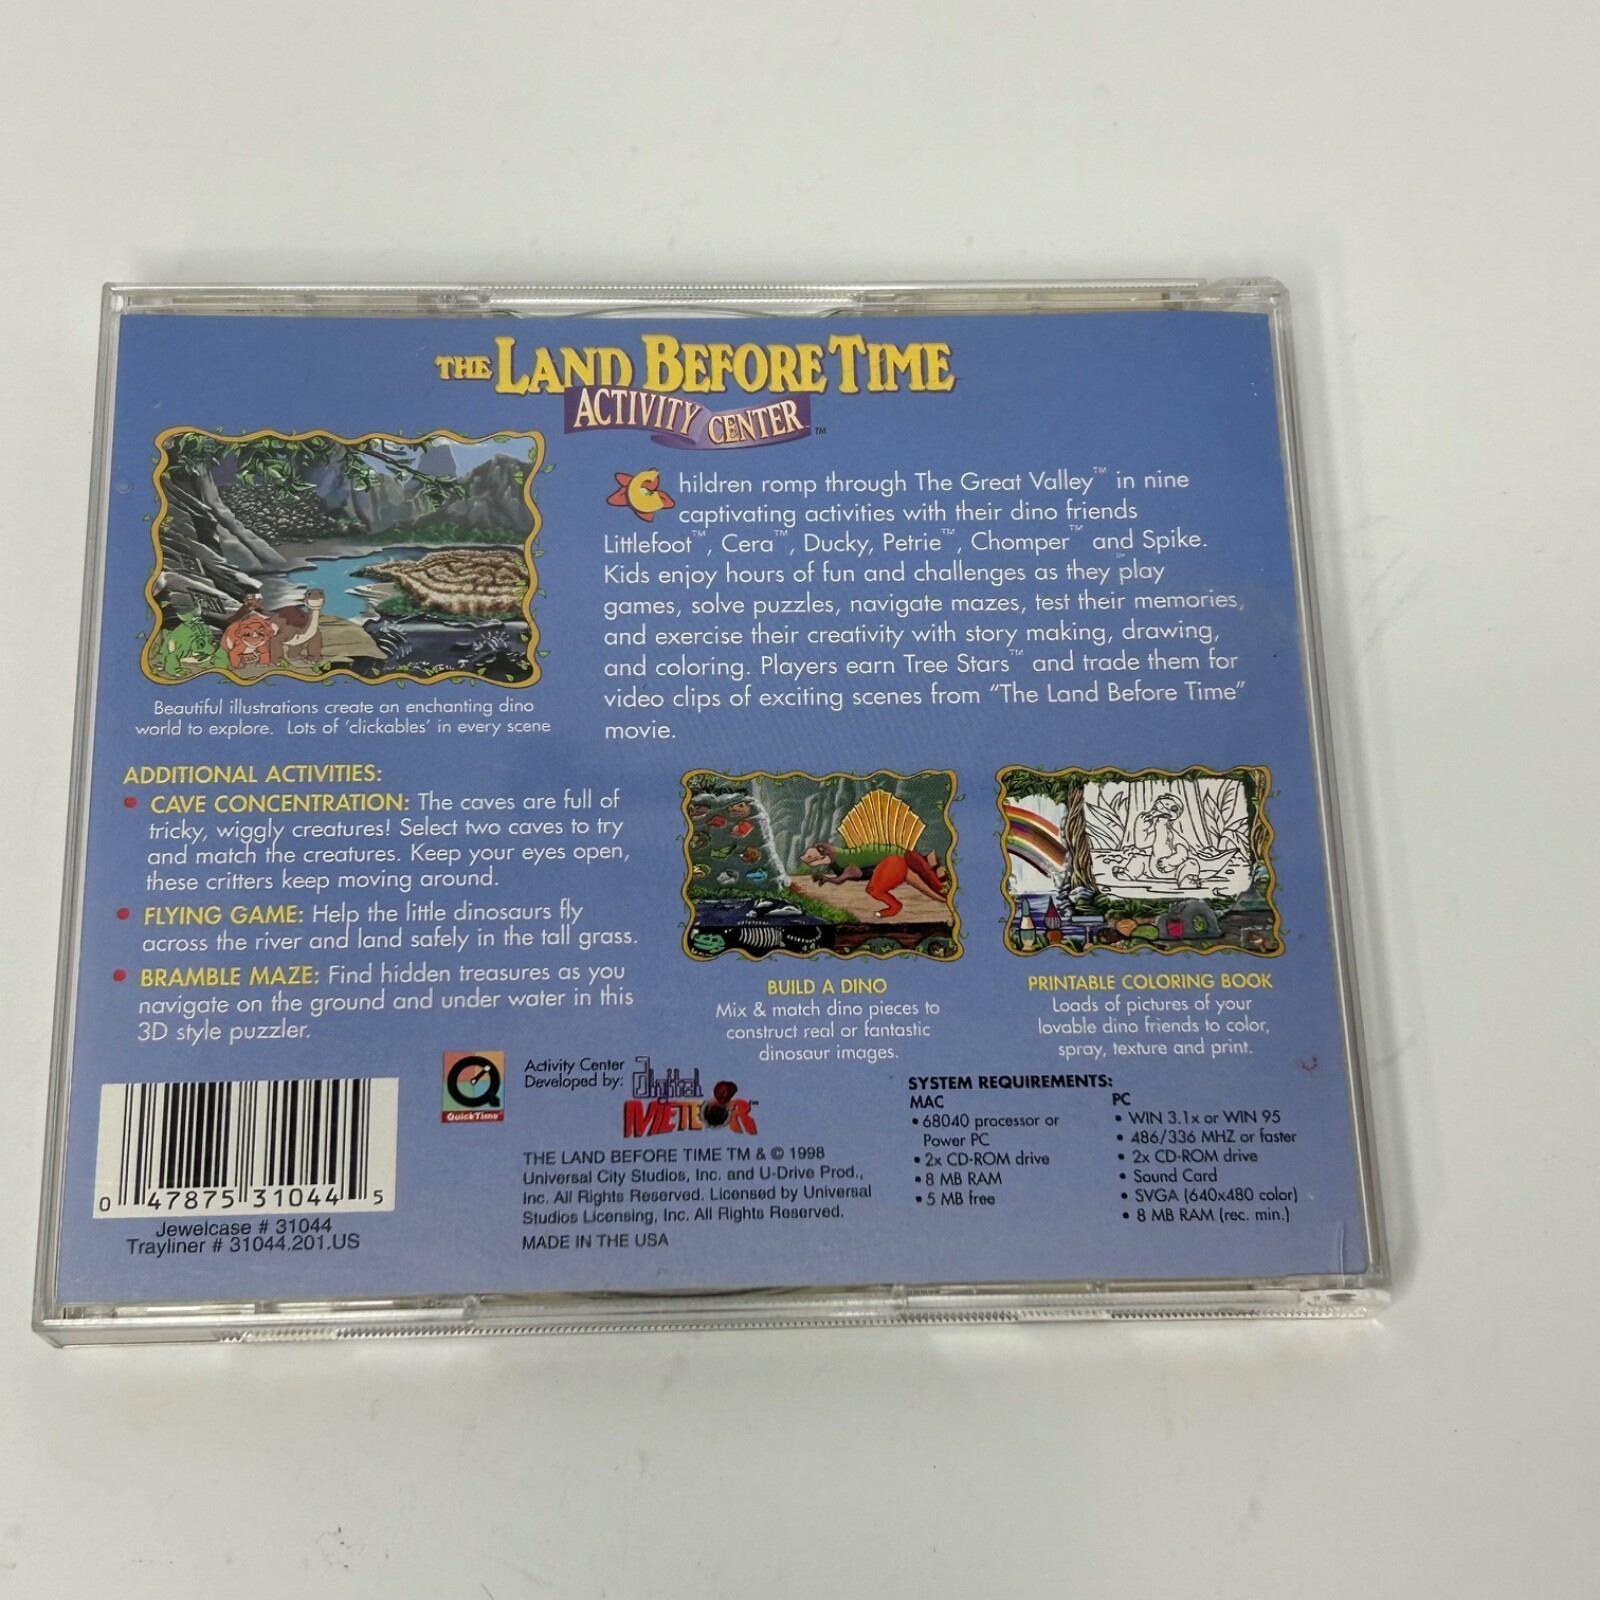 THE LAND BEFORE TIME
ACTIVITY CENTER™
Children romp through The Great Valley™ in nine
captivating activities with their dino friends
Littlefoot™, Cera™, Ducky, Petrie™, Chomper™ and Spike.™
Kids enjoy hours of fun and challenges as they play
games, solve puzzles, navigate mazes, test their memories,
and exercise their creativity with story making, drawing,
and coloring. Players earn Tree Stars™ and trade them for
video clips of exciting scenes from “The Land Before Time”
movie.
Beautiful illustrations create an enchanting dino
world to explore. Lots of ‘clickables’ in every scene
ADDITIONAL ACTIVITIES:
• CAVE CONCENTRATION: The caves are full of
tricky, wiggly creatures! Select two caves to try
and match the creatures. Keep your eyes open,
these critters keep moving around.
• FLYING GAME: Help the little dinosaurs fly
across the river and land safely in the tall grass.
• BRAMBLE MAZE: Find hidden treasures as you
navigate on the ground and under water in this
3D style puzzler.
BUILD A DINO
Mix & match dino pieces to
construct real or fantastic
dinosaur images.
PRINTABLE COLORING BOOK
Loads of pictures of your
lovable dino friends to color,
spray, texture and print.
0 47875 31044 5
Jewelcase # 31044
Trayliner # 31044.201.US
QuickTime™
Activity Center
Developed by:
Digital
METEOR™
THE LAND BEFORE TIME TM & © 1998
Universal City Studios, Inc. and U-Drive Prod.,
Inc. All Rights Reserved. Licensed by Universal
Studios Licensing, Inc. All Rights Reserved.
MADE IN THE USA
SYSTEM REQUIREMENTS:
MAC
• 68040 processor or
Power PC
• 2x CD-ROM drive
• 8 MB RAM
• 5 MB free
PC
• WIN 3.1x or WIN 95
• 486/336 MHZ or faster
• 2x CD-ROM drive
• Sound Card
• SVGA (640x480 color)
• 8 MB RAM (rec. min.)